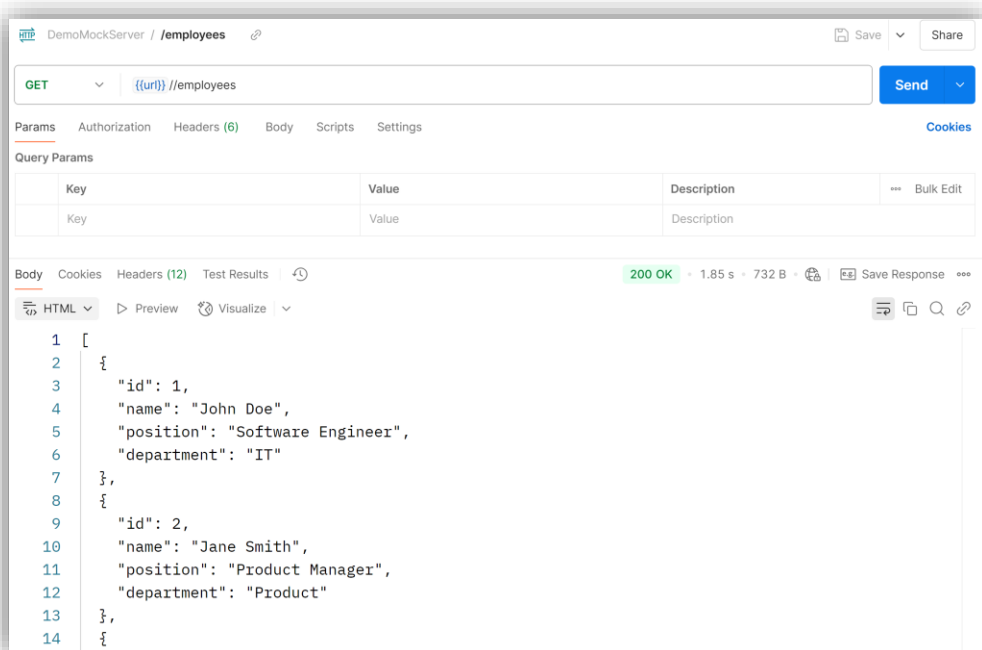 HTTP DemoMockServer / /employees Save Share
GET {{url}} //employees Send
Params Authorization Headers (6) Body Scripts Settings Cookies
Query Params
Key Value Description Bulk Edit
Key Value Description
Body Cookies Headers (12) Test Results 200 OK • 1.85 s • 732 B • e.g. Save Response
HTML Preview Visualize
1 [
2 {
3 "id": 1,
4 "name": "John Doe",
5 "position": "Software Engineer",
6 "department": "IT"
7 },
8 {
9 "id": 2,
10 "name": "Jane Smith",
11 "position": "Product Manager",
12 "department": "Product"
13 },
14 {